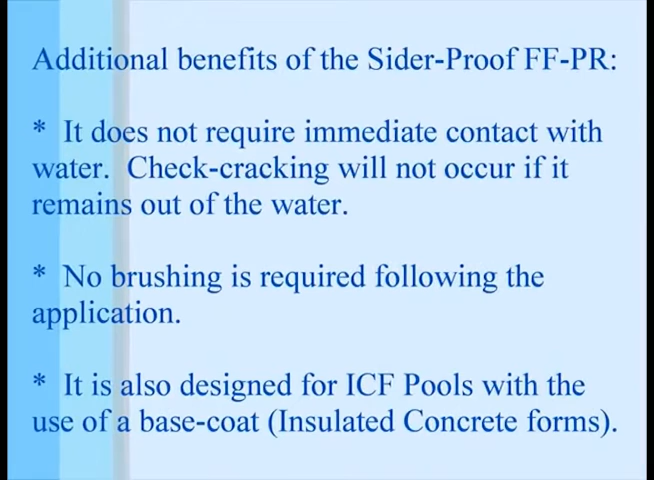 Additional benefits of the Sider-Proof FF-PR:
* It does not require immediate contact with
water. Check-cracking will not occur if it
remains out of the water.
* No brushing is required following the
application.
* It is also designed for ICF Pools with the
use of a base-coat (Insulated Concrete forms).